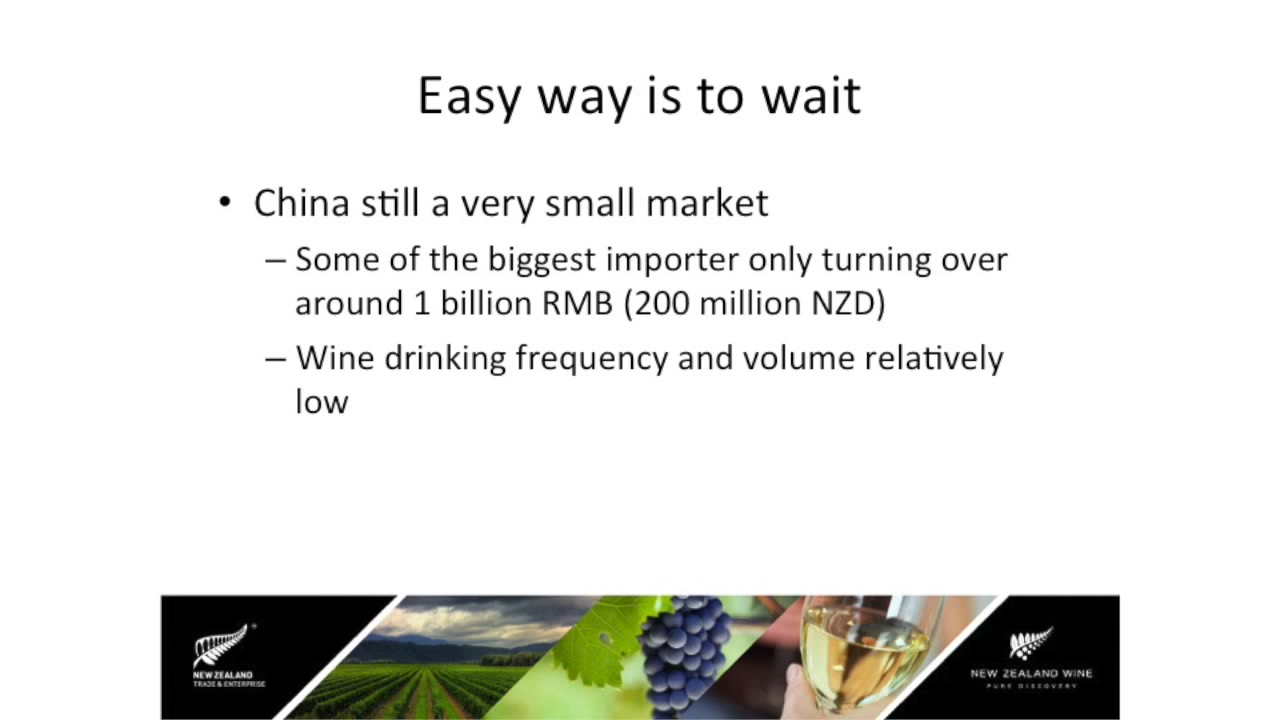 Easy way is to wait
• China still a very small market
– Some of the biggest importer only turning over
around 1 billion RMB (200 million NZD)
– Wine drinking frequency and volume relatively
low
NEW ZEALAND
TRADE & ENTERPRISE
NEW ZEALAND WINE
PURE DISCOVERY